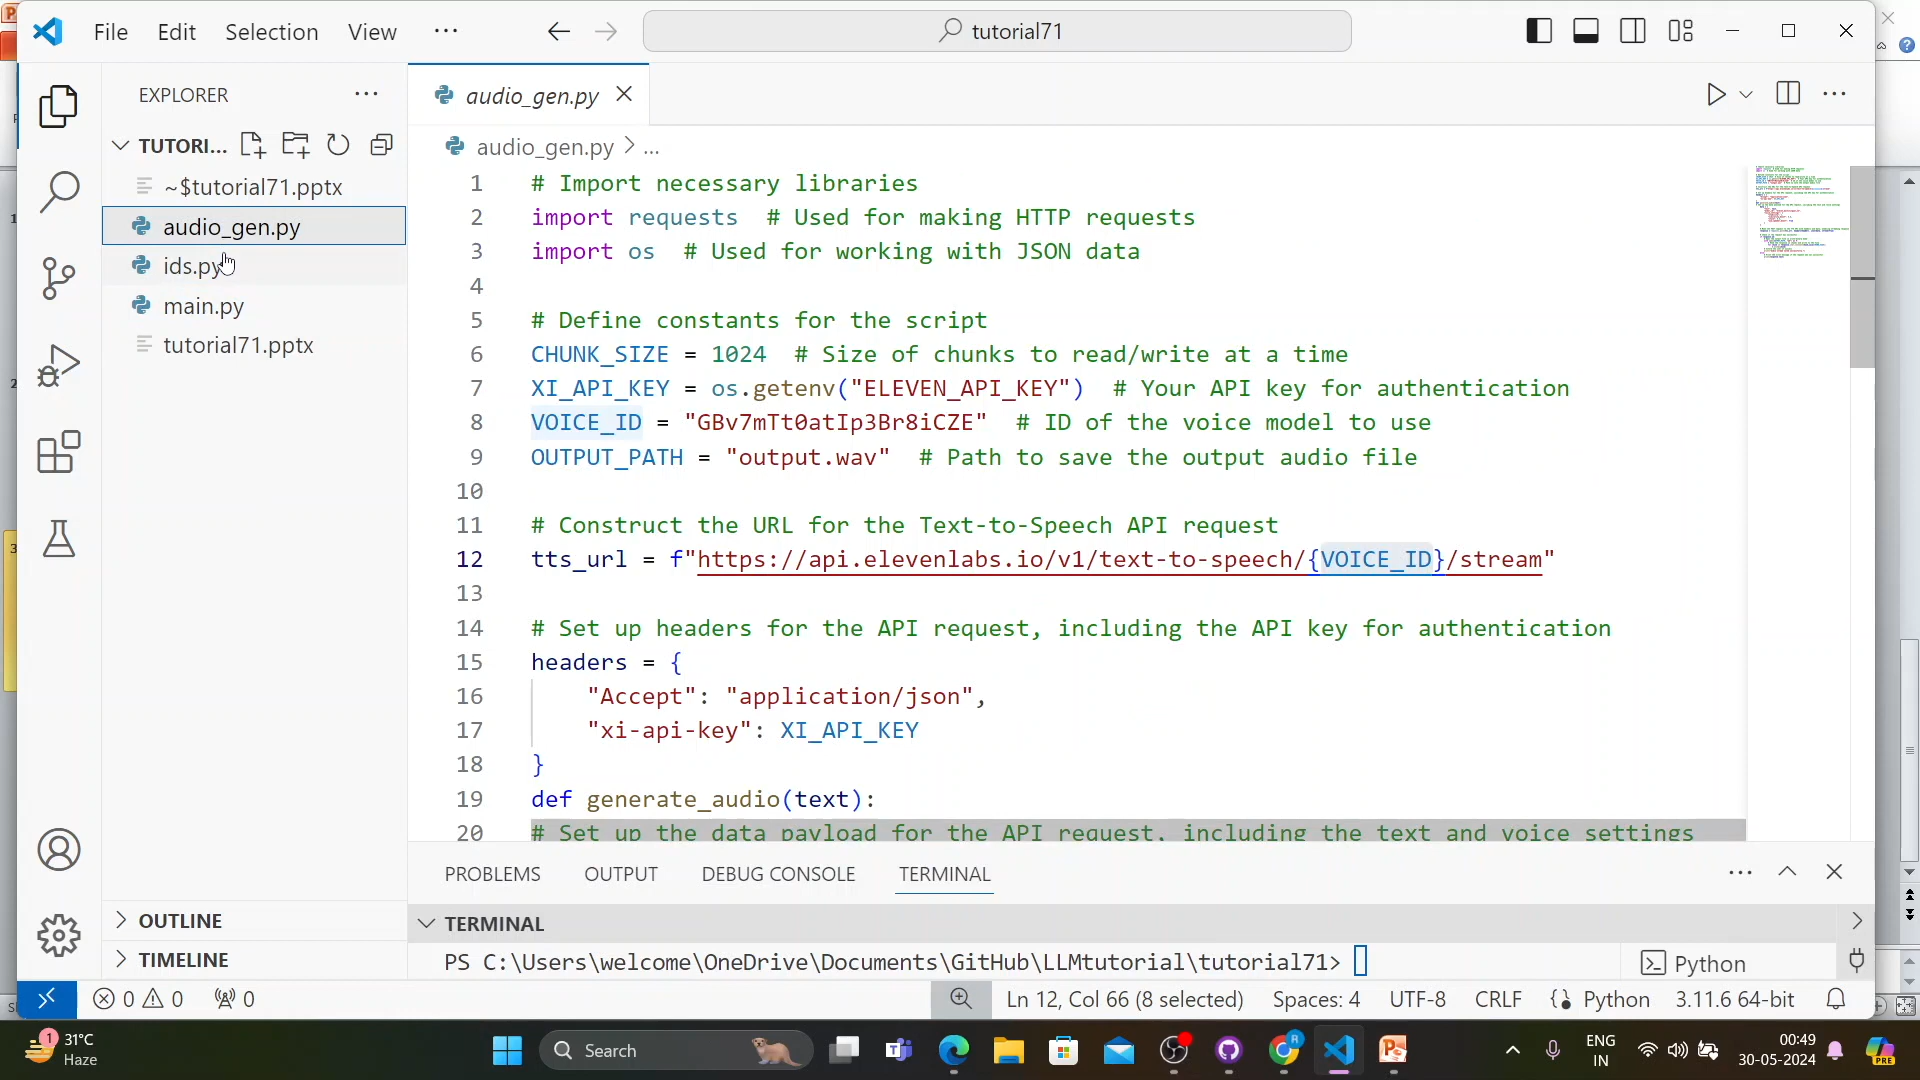 File Edit Selection View ... tutorial71
EXPLORER ...
TUTORI...
~$tutorial71.pptx
audio_gen.py
ids.py
main.py
tutorial71.pptx
OUTLINE
TIMELINE
audio_gen.py
audio_gen.py > ...
1 # Import necessary libraries
2 import requests # Used for making HTTP requests
3 import os # Used for working with JSON data
4
5 # Define constants for the script
6 CHUNK_SIZE = 1024 # Size of chunks to read/write at a time
7 XI_API_KEY = os.getenv("ELEVEN_API_KEY") # Your API key for authentication
8 VOICE_ID = "GBv7mTt0atIp3Br8iCZE" # ID of the voice model to use
9 OUTPUT_PATH = "output.wav" # Path to save the output audio file
10
11 # Construct the URL for the Text-to-Speech API request
12 tts_url = f"https://api.elevenlabs.io/v1/text-to-speech/{VOICE_ID}/stream"
13
14 # Set up headers for the API request, including the API key for authentication
15 headers = {
16 "Accept": "application/json",
17 "xi-api-key": XI_API_KEY
18 }
19 def generate_audio(text):
20 # Set up the data payload for the API request, including the text and voice settings
PROBLEMS OUTPUT DEBUG CONSOLE TERMINAL ...
TERMINAL
PS C:\Users\welcome\OneDrive\Documents\GitHub\LLMtutorial\tutorial71>
Python
0 0 0 Ln 12, Col 66 (8 selected) Spaces: 4 UTF-8 CRLF Python 3.11.6 64-bit
1 31°C
Haze
Search
ENG
IN
00:49
30-05-2024
PRE